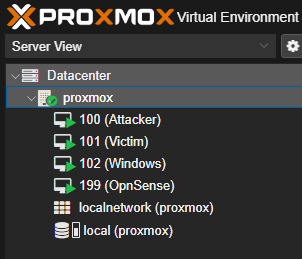 PROXMOX Virtual Environment
Server View
Datacenter
proxmox
100 (Attacker)
101 (Victim)
102 (Windows)
199 (OpnSense)
localnetwork (proxmox)
local (proxmox)